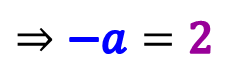 ⇒ −a = 2